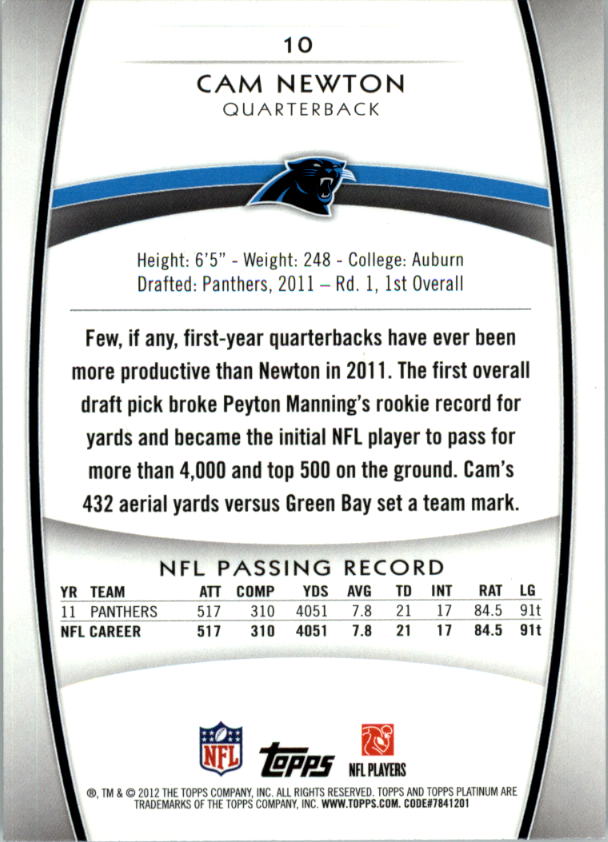 10
CAM NEWTON
QUARTERBACK
Height: 6'5" - Weight: 248 - College: Auburn
Drafted: Panthers, 2011 – Rd. 1, 1st Overall
Few, if any, first-year quarterbacks have ever been
more productive than Newton in 2011. The first overall
draft pick broke Peyton Manning's rookie record for
yards and became the initial NFL player to pass for
more than 4,000 and top 500 on the ground. Cam's
432 aerial yards versus Green Bay set a team mark.
NFL PASSING RECORD
YR TEAM ATT COMP YDS AVG TD INT RAT LG
11 PANTHERS 517 310 4051 7.8 21 17 84.5 91t
NFL CAREER 517 310 4051 7.8 21 17 84.5 91t
NFL
Topps
NFL PLAYERS
®, TM & © 2012 THE TOPPS COMPANY, INC. ALL RIGHTS RESERVED. TOPPS AND TOPPS PLATINUM ARE
TRADEMARKS OF THE TOPPS COMPANY, INC. WWW.TOPPS.COM. CODE#7841201